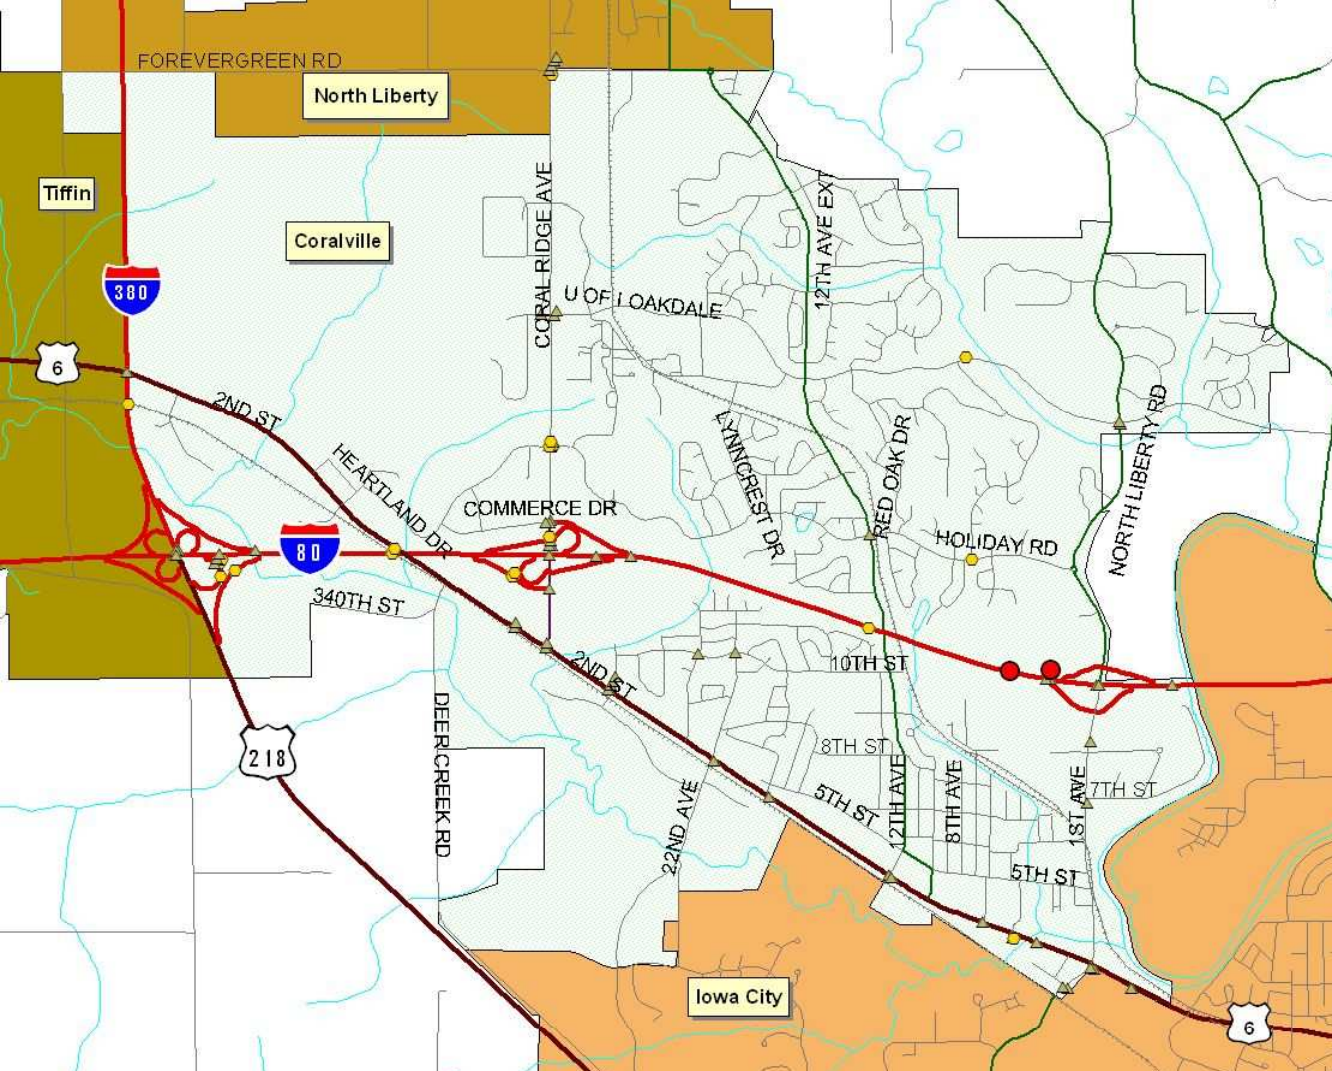 FOREVERGREEN RD
North Liberty
Tiffin
Coralville
CORAL RIDGE AVE
12TH AVE EXT
380
U OF I OAKDALE
6
2ND ST
HEARTLAND DR
LYNNCREST DR
RED OAK DR
NORTH LIBERTY RD
COMMERCE DR
HOLIDAY RD
80
340TH ST
2ND ST
10TH ST
DEER CREEK RD
218
8TH ST
22ND AVE
5TH ST
12TH AVE
8TH AVE
1ST AVE
7TH ST
5TH ST
Iowa City
6